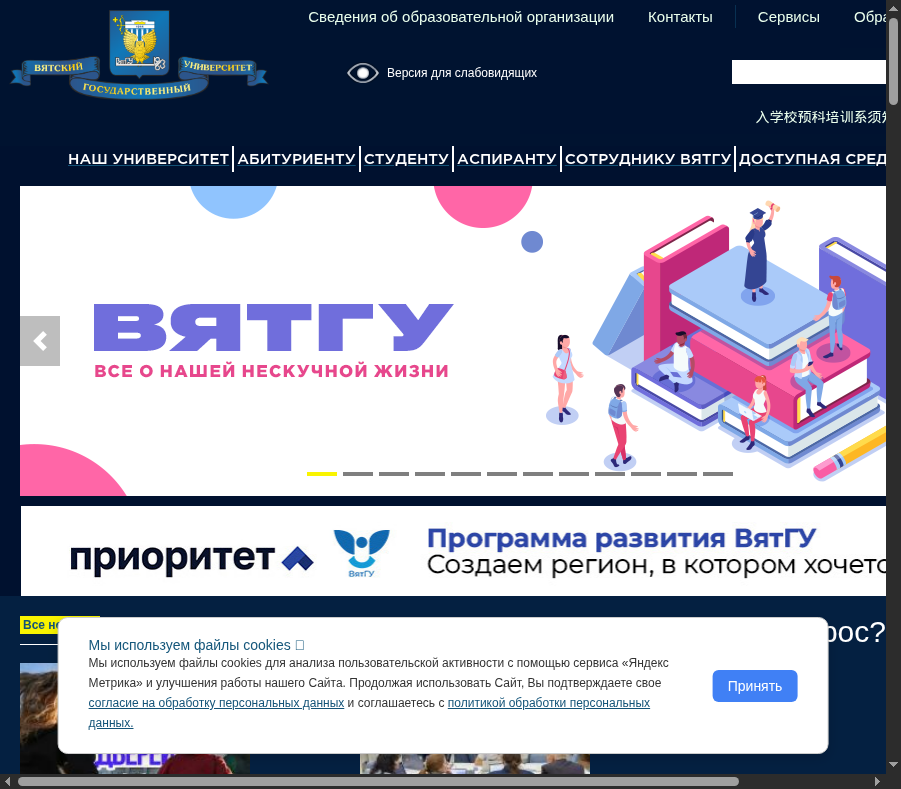 Сведения об образовательной организации Контакты Сервисы
ВЯТСКИЙ ГОСУДАРСТВЕННЫЙ УНИВЕРСИТЕТ
Версия для слабовидящих
入学校预科培训系须
НАШ УНИВЕРСИТЕТ АБИТУРИЕНТУ СТУДЕНТУ АСПИРАНТУ СОТРУДНИКУ ВЯТГУ ДОСТУПНАЯ СРЕД
ВЯТГУ
ВСЕ О НАШЕЙ НЕСКУЧНОЙ ЖИЗНИ
приоритет
ВятГУ
Программа развития ВятГУ
Создаем регион, в котором хочетс
Все но
рос?
Мы используем файлы cookies
Мы используем файлы cookies для анализа пользовательской активности с помощью сервиса «Яндекс
Метрика» и улучшения работы нашего Сайта. Продолжая использовать Сайт, Вы подтверждаете свое
согласие на обработку персональных данных и соглашаетесь с политикой обработки персональных
данных.
Принять